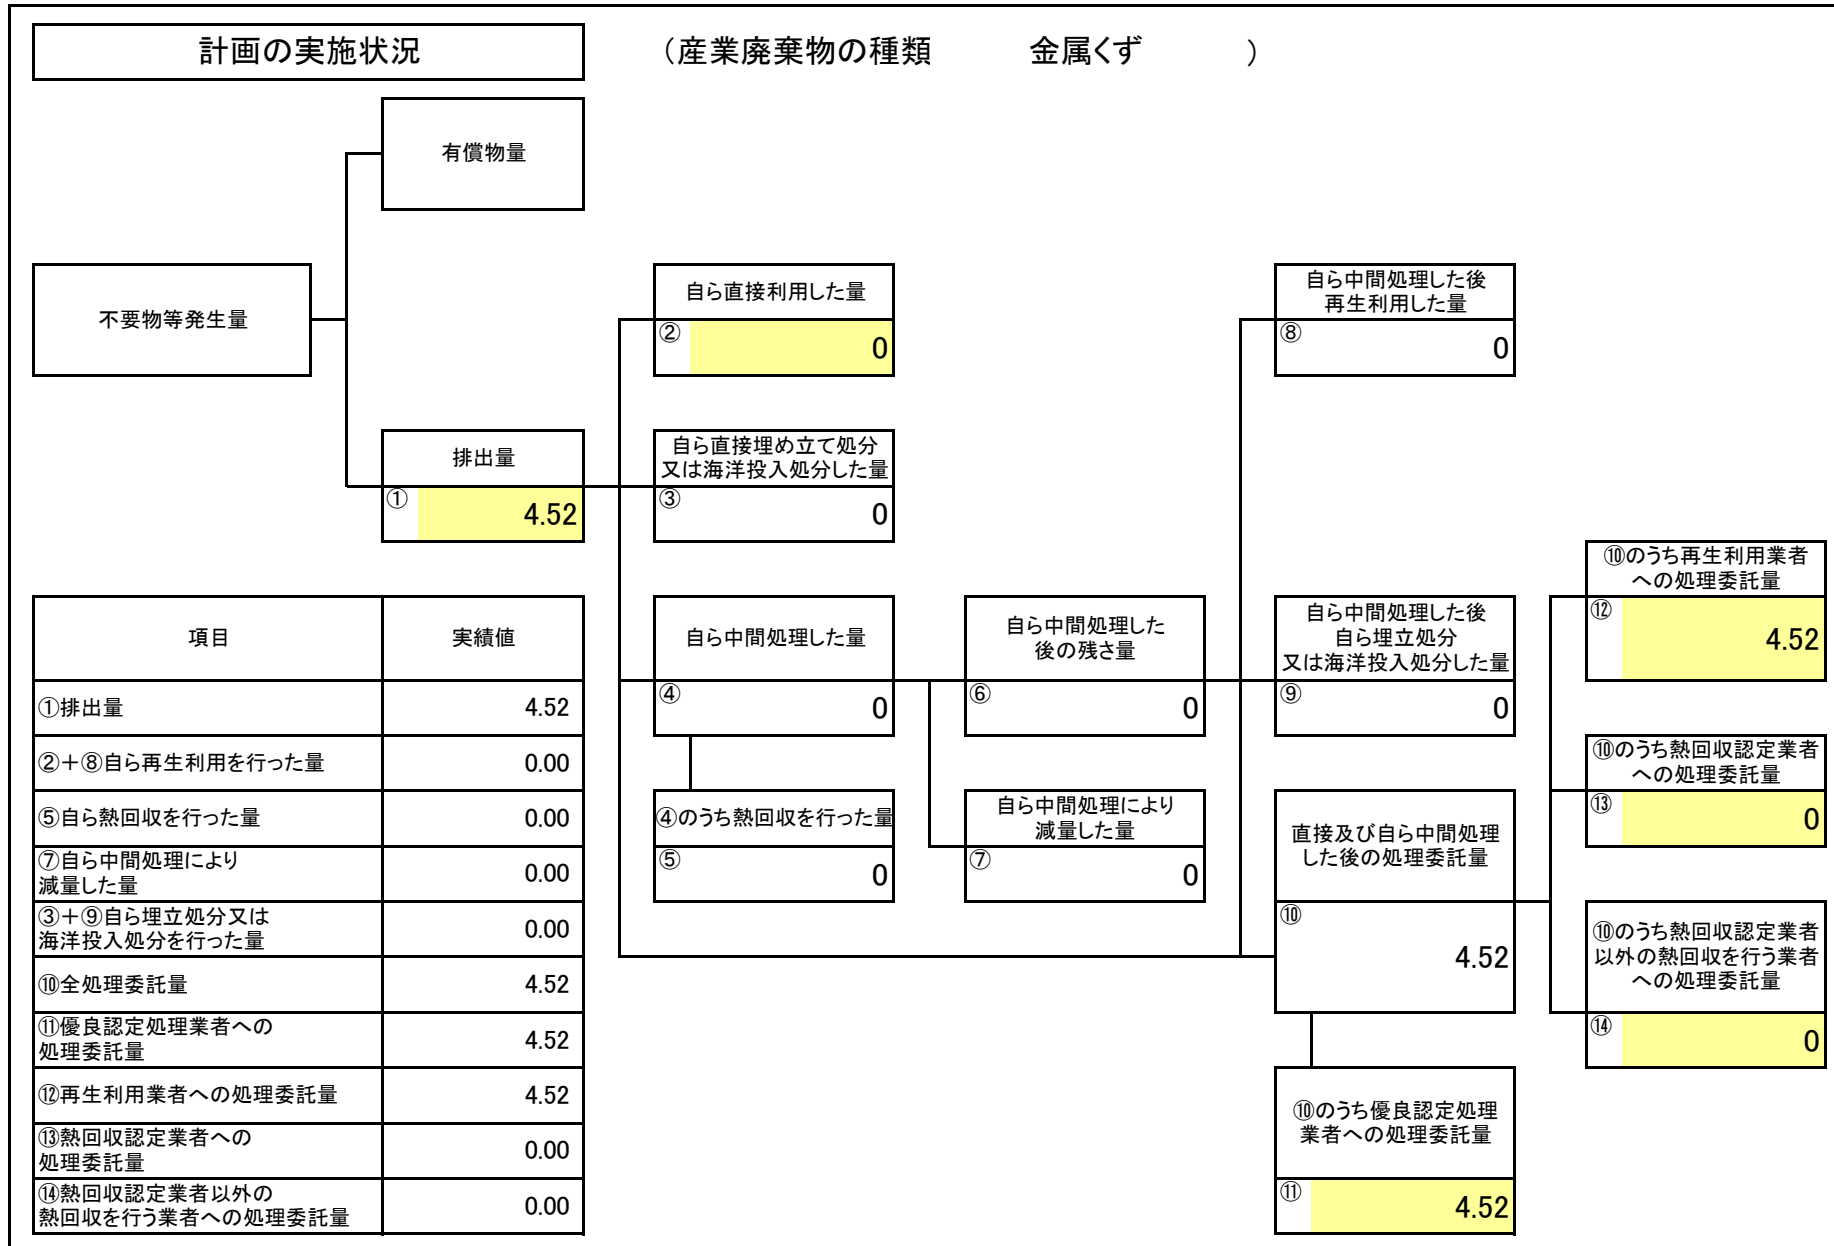 計画の実施状況
（産業廃棄物の種類　金属くず　）
有償物量
不要物等発生量
排出量
①
4.52
自ら直接利用した量
②
0
自ら直接埋め立て処分
又は海洋投入処分した量
③
0
自ら中間処理した量
④
0
④のうち熱回収を行った量
⑤
0
自ら中間処理した
後の残さ量
⑥
0
自ら中間処理により
減量した量
⑦
0
自ら中間処理した後
再生利用した量
⑧
0
自ら中間処理した後
自ら埋立処分
又は海洋投入処分した量
⑨
0
直接及び自ら中間処理
した後の処理委託量
⑩
4.52
⑩のうち優良認定処理
業者への処理委託量
⑪
4.52
⑩のうち再生利用業者
への処理委託量
⑫
4.52
⑩のうち熱回収認定業者
への処理委託量
⑬
0
⑩のうち熱回収認定業者
以外の熱回収を行う業者
への処理委託量
⑭
0
項目　実績値
①排出量　4.52
②＋⑧自ら再生利用を行った量　0.00
⑤自ら熱回収を行った量　0.00
⑦自ら中間処理により
減量した量　0.00
③＋⑨自ら埋立処分又は
海洋投入処分を行った量　0.00
⑩全処理委託量　4.52
⑪優良認定処理業者への
処理委託量　4.52
⑫再生利用業者への処理委託量　4.52
⑬熱回収認定業者への
処理委託量　0.00
⑭熱回収認定業者以外の
熱回収を行う業者への処理委託量　0.00